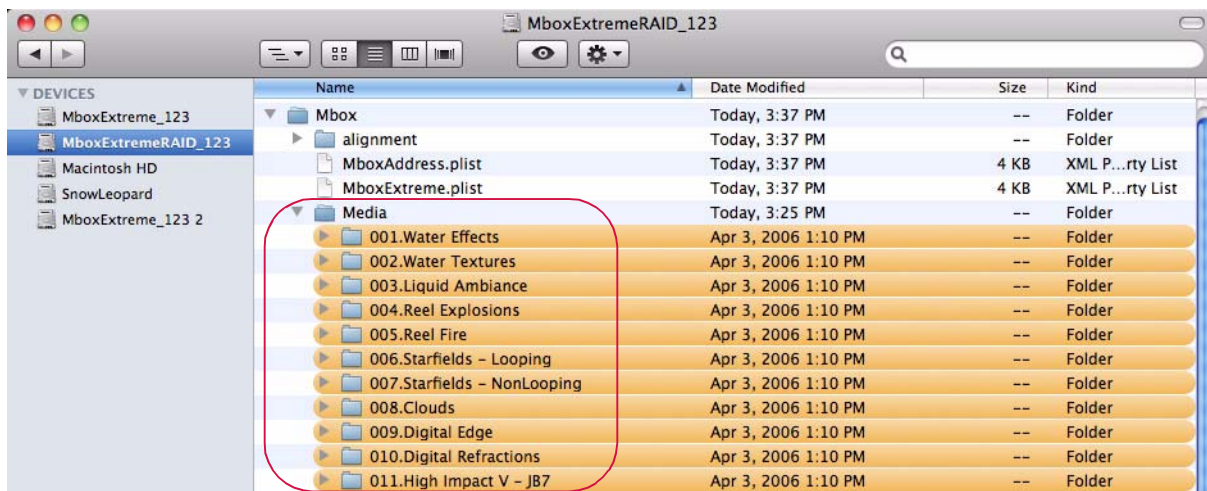 MboxExtremeRAID_123
Name Date Modified Size Kind
DEVICES
MboxExtreme_123
MboxExtremeRAID_123
Macintosh HD
SnowLeopard
MboxExtreme_123 2
Mbox Today, 3:37 PM -- Folder
alignment Today, 3:37 PM -- Folder
MboxAddress.plist Today, 3:37 PM 4 KB XML P...rty List
MboxExtreme.plist Today, 3:37 PM 4 KB XML P...rty List
Media Today, 3:25 PM -- Folder
001.Water Effects Apr 3, 2006 1:10 PM -- Folder
002.Water Textures Apr 3, 2006 1:10 PM -- Folder
003.Liquid Ambiance Apr 3, 2006 1:10 PM -- Folder
004.Reel Explosions Apr 3, 2006 1:10 PM -- Folder
005.Reel Fire Apr 3, 2006 1:10 PM -- Folder
006.Starfields - Looping Apr 3, 2006 1:10 PM -- Folder
007.Starfields - NonLooping Apr 3, 2006 1:10 PM -- Folder
008.Clouds Apr 3, 2006 1:10 PM -- Folder
009.Digital Edge Apr 3, 2006 1:10 PM -- Folder
010.Digital Refractions Apr 3, 2006 1:10 PM -- Folder
011.High Impact V - JB7 Apr 3, 2006 1:10 PM -- Folder